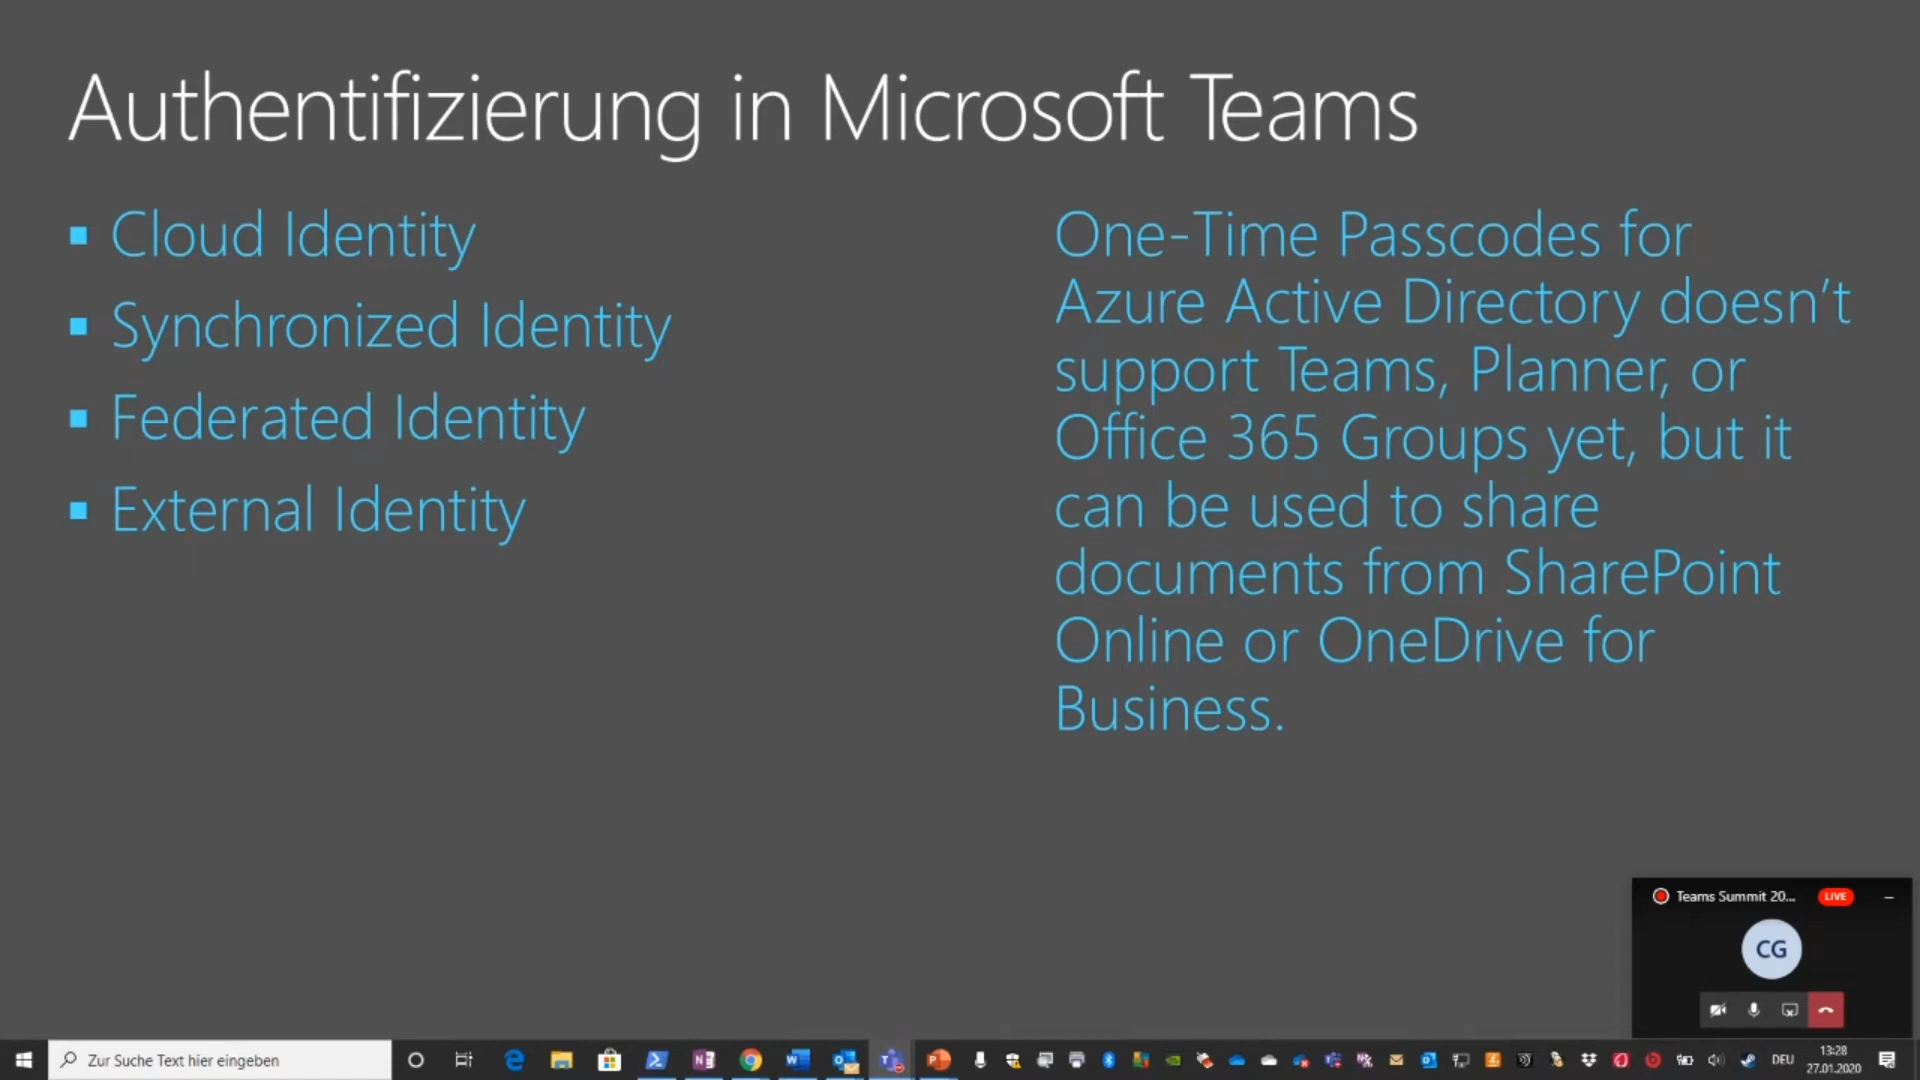 Authentifizierung in Microsoft Teams
Cloud Identity
Synchronized Identity
Federated Identity
External Identity
One-Time Passcodes for
Azure Active Directory doesn't
support Teams, Planner, or
Office 365 Groups yet, but it
can be used to share
documents from SharePoint
Online or OneDrive for
Business.
Teams Summit 20...
LIVE
CG
Zur Suche Text hier eingeben
DEU
13:28
27.01.2020